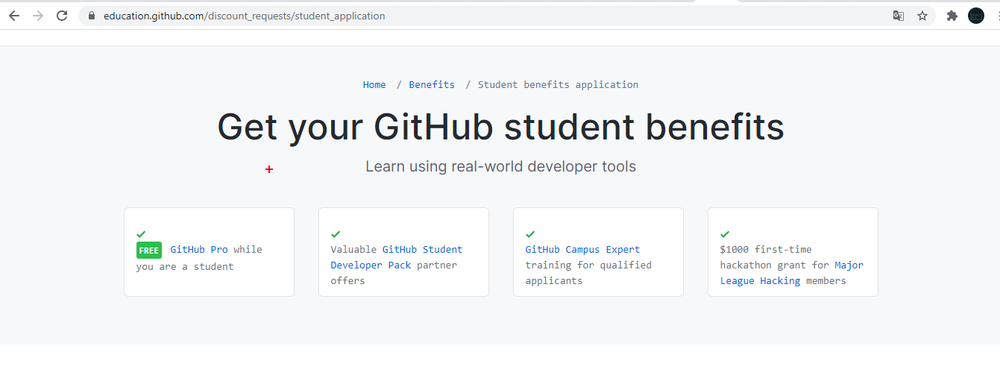 education.github.com/discount_requests/student_application
Home / Benefits / Student benefits application
Get your GitHub student benefits
Learn using real-world developer tools
FREE GitHub Pro while
you are a student
Valuable GitHub Student
Developer Pack partner
offers
GitHub Campus Expert
training for qualified
applicants
$1000 first-time
hackathon grant for Major
League Hacking members